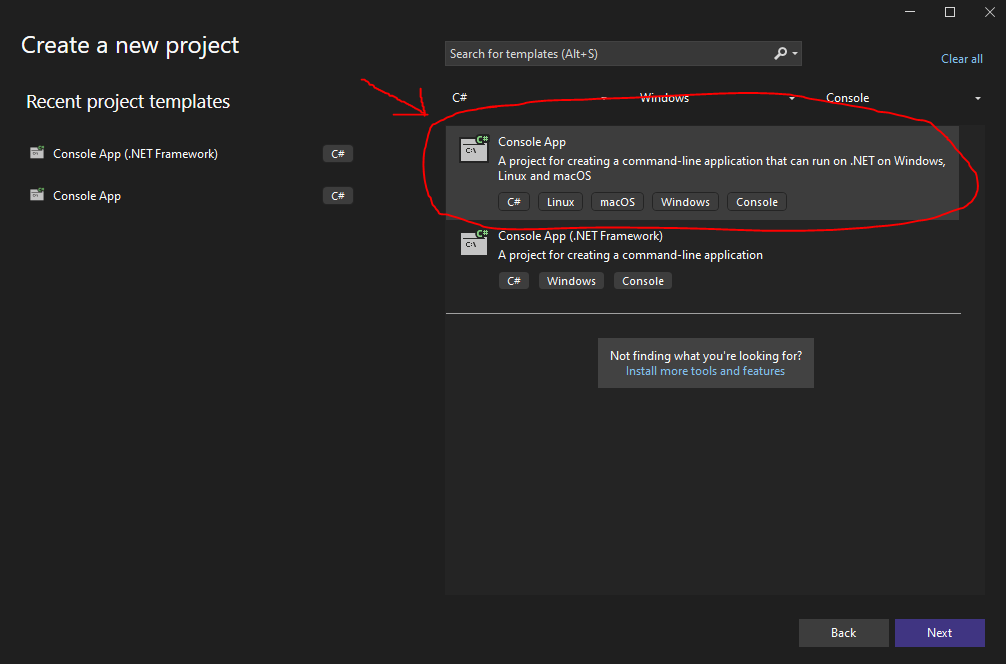 Create a new project
Search for templates (Alt+S)
Clear all
Recent project templates
C#
Windows
Console
Console App (.NET Framework)
C#
Console App
C#
C#
C:\
Console App
A project for creating a command-line application that can run on .NET on Windows,
Linux and macOS
C#
Linux
macOS
Windows
Console
C#
C:\
Console App (.NET Framework)
A project for creating a command-line application
C#
Windows
Console
Not finding what you're looking for?
Install more tools and features
Back
Next